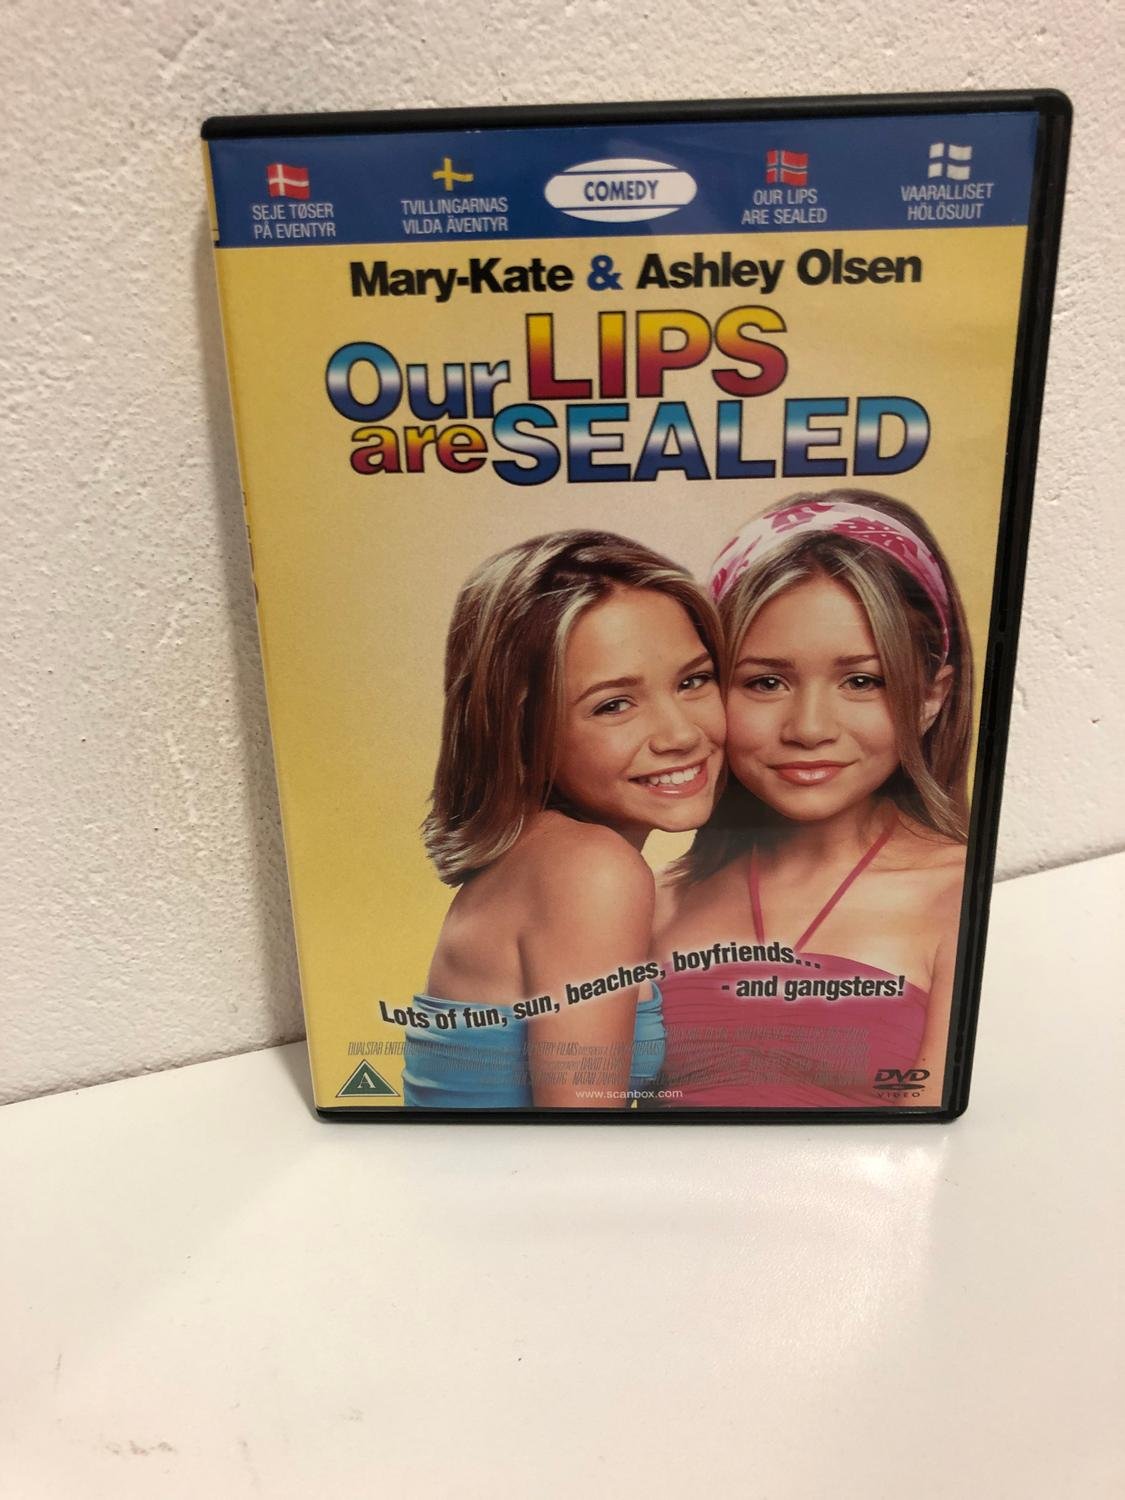 SEJE TØSER
PÅ EVENTYR
TVILLINGARNAS
VILDA ÄVENTYR
COMEDY
OUR LIPS
ARE SEALED
VAARALLISET
HÖLÖSUUT
Mary-Kate & Ashley Olsen
Our LIPS
are SEALED
Lots of fun, sun, beaches, boyfriends...
- and gangsters!
A
www.scanbox.com
DVD
VIDEO